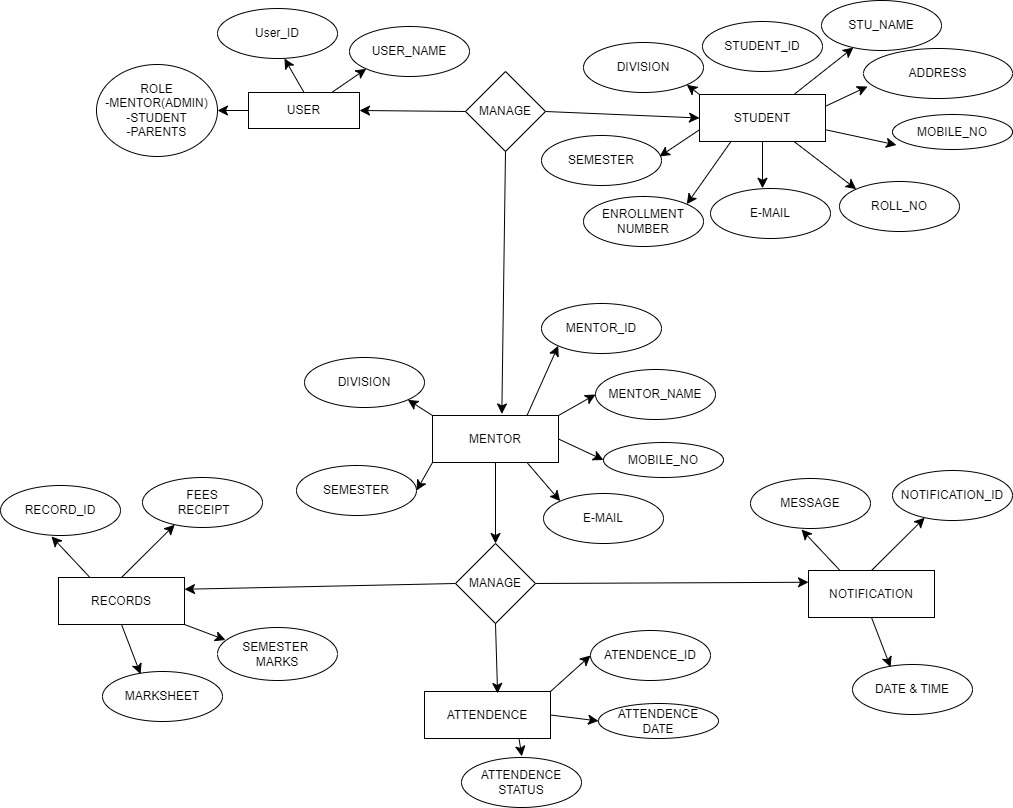 User_ID
USER_NAME
ROLE
-MENTOR(ADMIN)
-STUDENT
-PARENTS
USER
MANAGE
STU_NAME
STUDENT_ID
DIVISION
ADDRESS
STUDENT
MOBILE_NO
SEMESTER
ENROLLMENT
NUMBER
E-MAIL
ROLL_NO
MENTOR_ID
DIVISION
MENTOR_NAME
MENTOR
MOBILE_NO
SEMESTER
E-MAIL
RECORD_ID
FEES
RECEIPT
MESSAGE
NOTIFICATION_ID
RECORDS
MANAGE
NOTIFICATION
SEMESTER
MARKS
MARKSHEET
ATENDENCE_ID
DATE & TIME
ATTENDENCE
ATTENDENCE
DATE
ATTENDENCE
STATUS